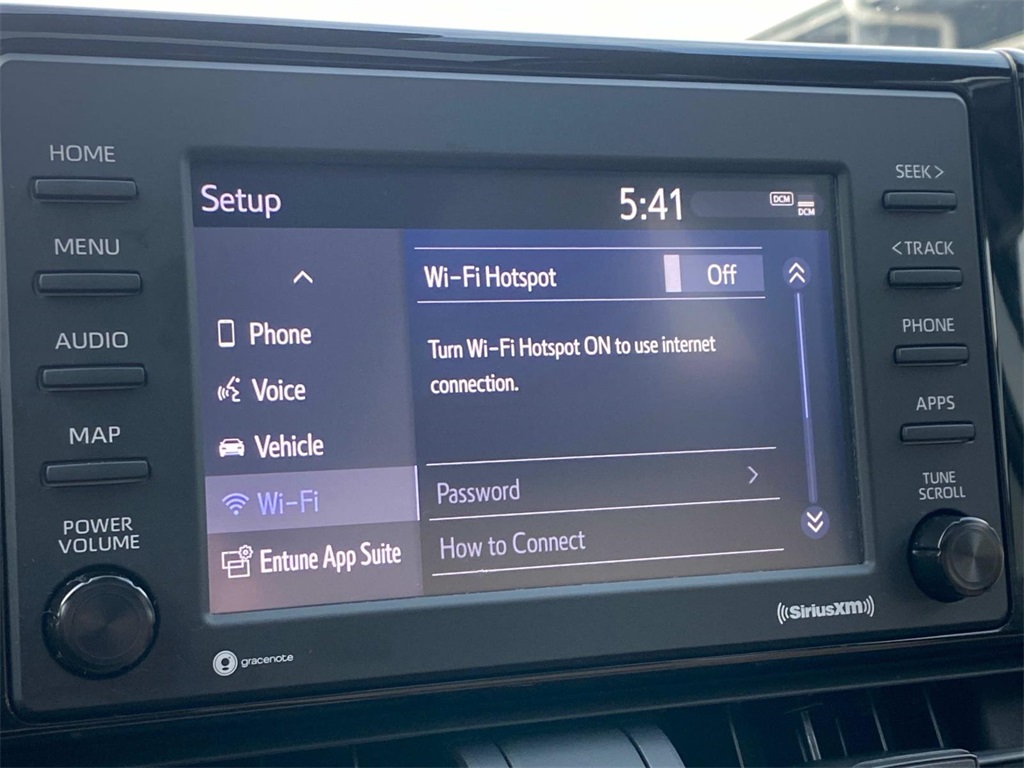 HOME
MENU
AUDIO
MAP
POWER
VOLUME
Setup
5:41
DCM
DCM
Phone
Voice
Vehicle
Wi-Fi
Entune App Suite
Wi-Fi Hotspot
Off
Turn Wi-Fi Hotspot ON to use internet
connection.
Password
How to Connect
SEEK >
< TRACK
PHONE
APPS
TUNE
SCROLL
gracenote
SiriusXM